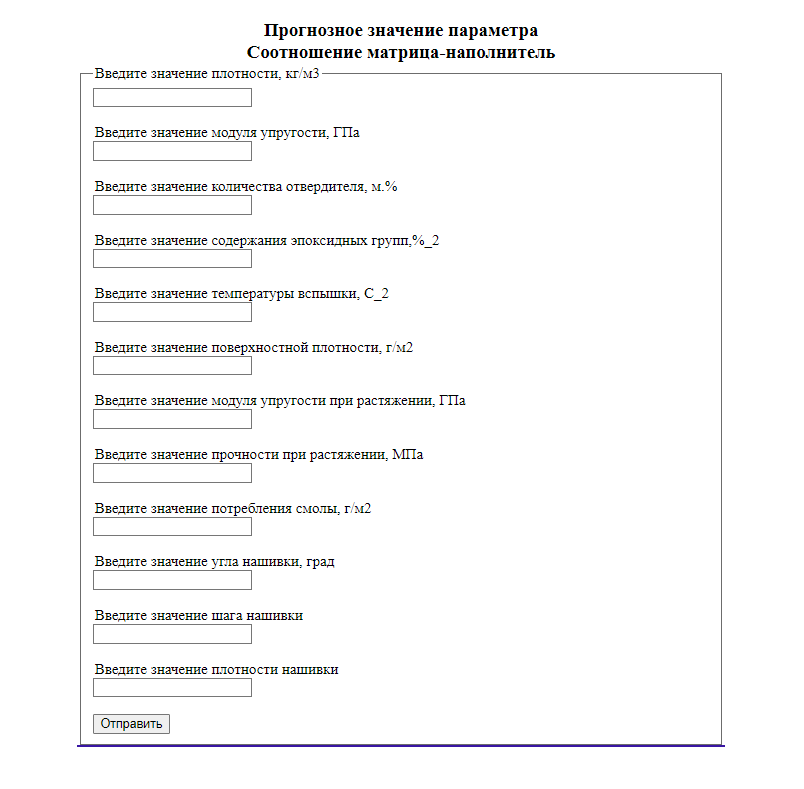 Прогнозное значение параметра
Соотношение матрица-наполнитель
Введите значение плотности, кг/м3
Введите значение модуля упругости, ГПа
Введите значение количества отвердителя, м.%
Введите значение содержания эпоксидных групп,%_2
Введите значение температуры вспышки, С_2
Введите значение поверхностной плотности, г/м2
Введите значение модуля упругости при растяжении, ГПа
Введите значение прочности при растяжении, МПа
Введите значение потребления смолы, г/м2
Введите значение угла нашивки, град
Введите значение шага нашивки
Введите значение плотности нашивки
Отправить